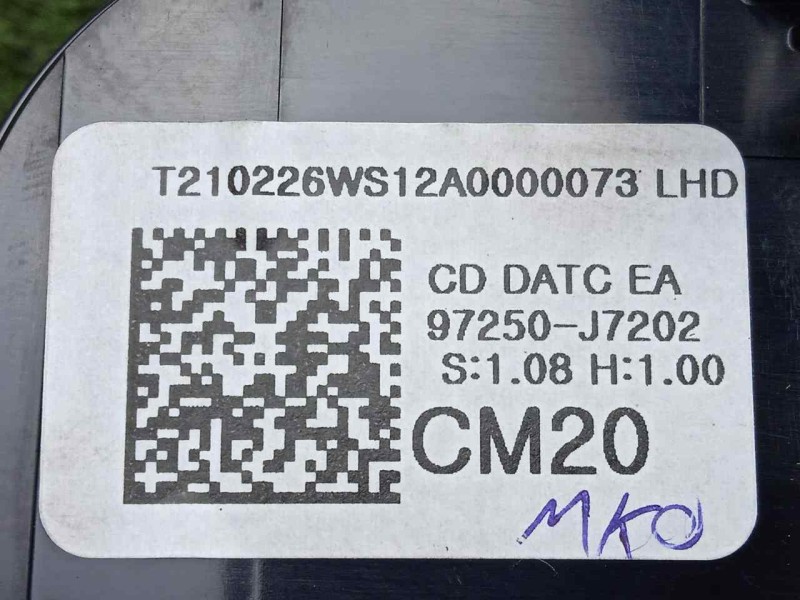 T210226WS12A0000073 LHD
CD DATC EA
97250-J7202
S:1.08 H:1.00
CM20
MKO